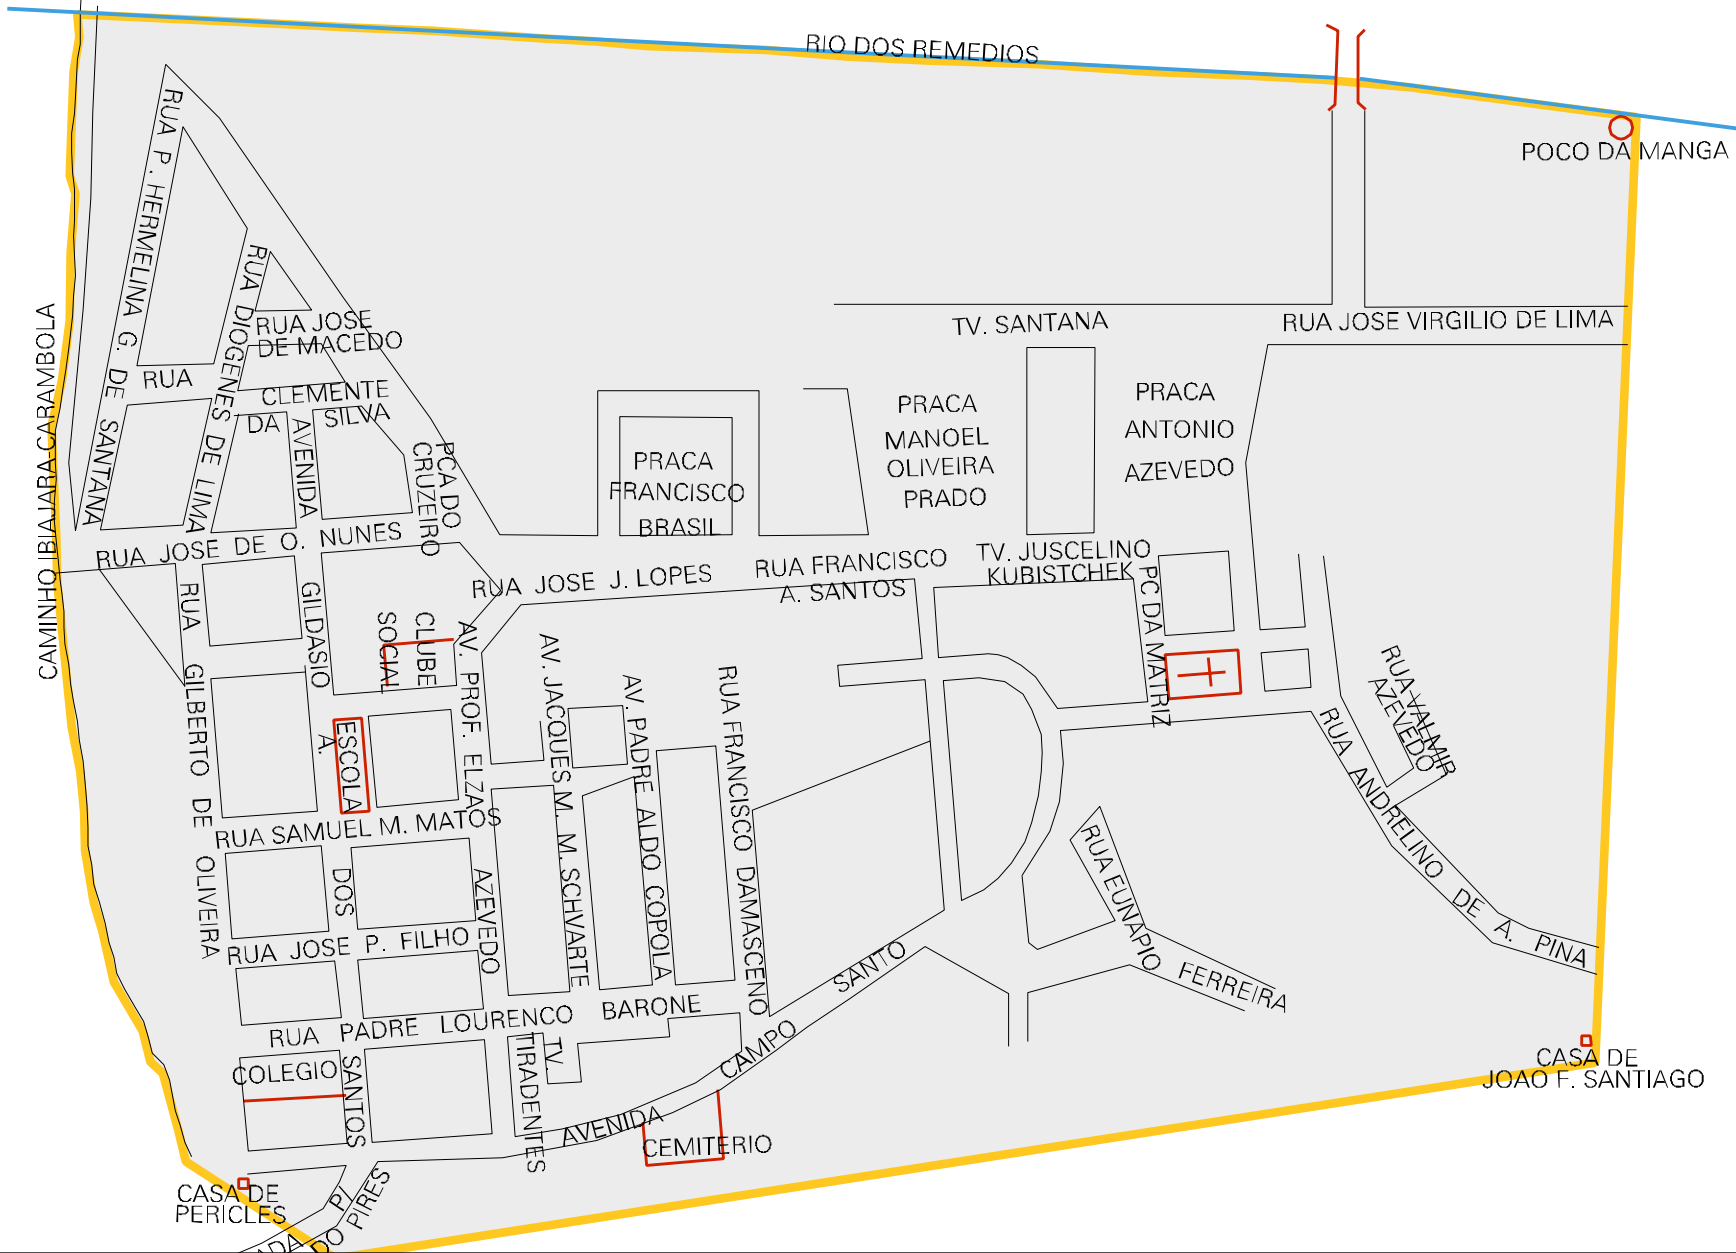 RIO DOS REMEDIOS
POCO DA MANGA
RUA P. HERMELINA G. DE SANTANA
RUA DIOGENES DE LIMA
CAMINHO IBIAJARA CARAMBOLA
RUA JOSE
DE MACEDO
TV. SANTANA
RUA JOSE VIRGILIO DE LIMA
RUA CLEMENTE
DA SILVA
PRACA
MANOEL
OLIVEIRA
PRADO
PRACA
ANTONIO
AZEVEDO
PRACA
FRANCISCO
BRASIL
PCA DO
CRUZEIRO
AVENIDA GILDASIO A. DOS SANTOS
RUA JOSE DE O. NUNES
RUA JOSE J. LOPES
RUA FRANCISCO
A. SANTOS
TV. JUSCELINO
KUBISTCHEK
PC DA MATRIZ
RUA GILBERTO DE OLIVEIRA
CLUBE
SOCIAL
AV. PROF. ELZA S AZEVEDO
AV. JACQUES M. M. SCHVARTE
AV. PADRE ALDO COPOLA
RUA FRANCISCO DAMASCENO
RUA VALMIR
AZEVEDO
ESCOLA
RUA SAMUEL M. MATOS
RUA ANDRELINO DE A. PINA
RUA EUNAPIO FERREIRA
RUA JOSE P. FILHO
RUA PADRE LOURENCO BARONE
COLEGIO
TV.
TIRADENTES
AVENIDA CAMPO SANTO
CEMITERIO
CASA DE
JOAO F. SANTIAGO
CASA DE
PERICLES
ADA P/
DO PIRES